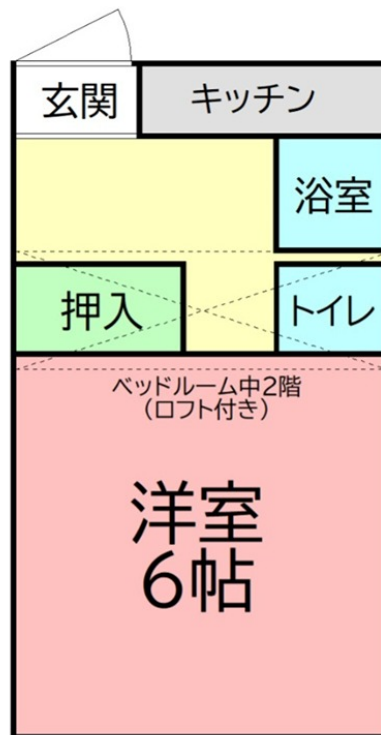 玄関
キッチン
浴室
押入
トイレ
ベッドルーム中2階
(ロフト付き)
洋室
6帖